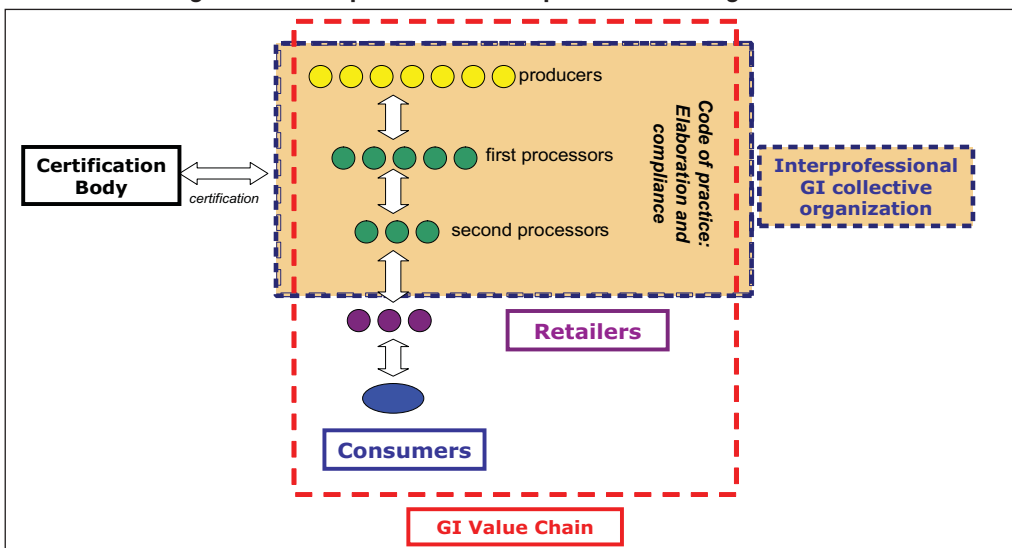 producers
first processors
second processors
Code of practice:
Elaboration and
compliance
Certification
Body
certification
Interprofessional
GI collective
organization
Retailers
Consumers
GI Value Chain